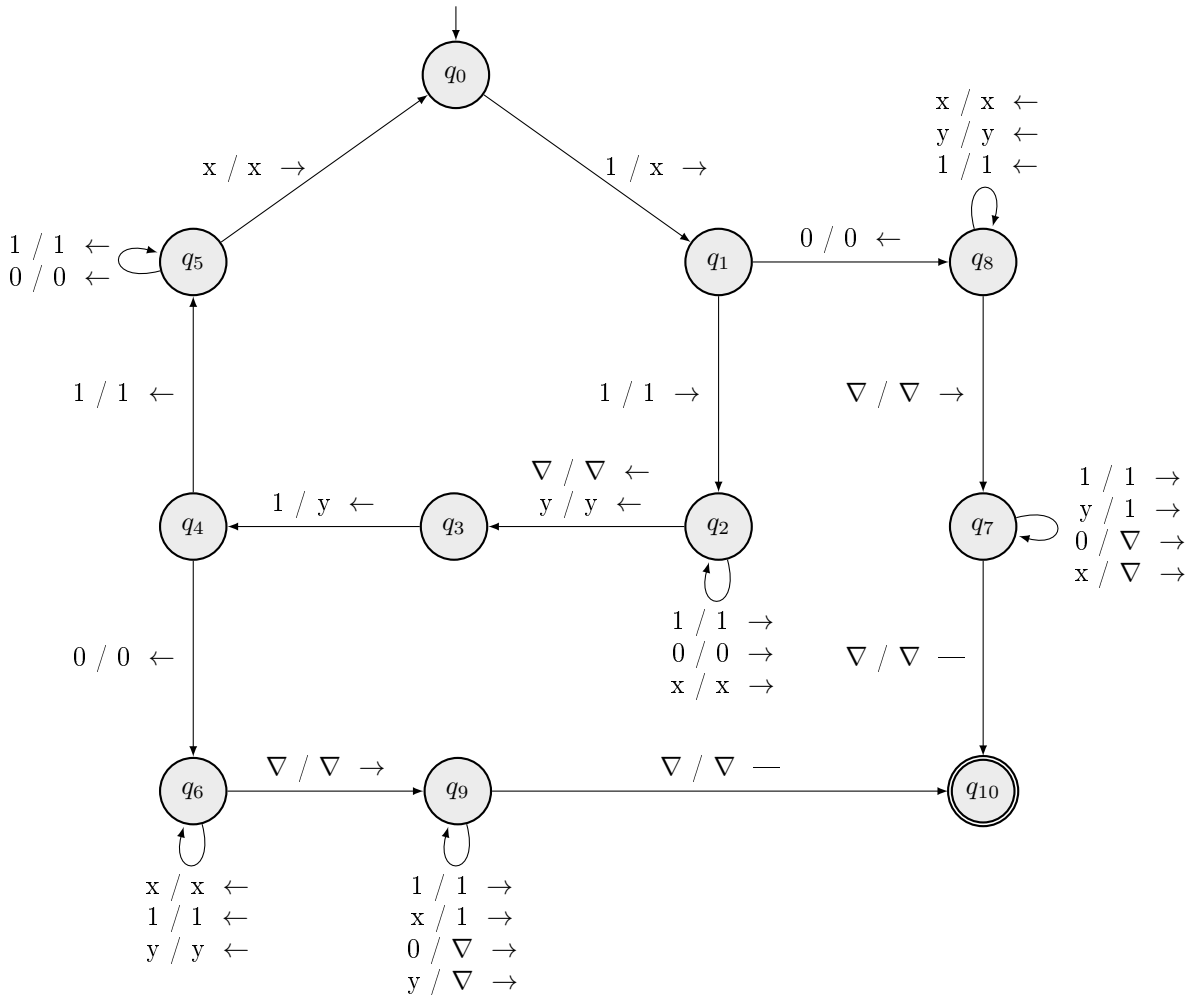 q0
x / x ←
y / y ←
1 / 1 ←
x / x →
1 / x →
1 / 1 ←
0 / 0 ←
q5
q1
0 / 0 ←
q8
1 / 1 ←
1 / 1 →
∇ / ∇ →
∇ / ∇ ←
y / y ←
1 / 1 →
y / 1 →
0 / ∇ →
x / ∇ →
q4
1 / y ←
q3
q2
q7
1 / 1 →
0 / 0 →
x / x →
0 / 0 ←
∇ / ∇ —
q6
∇ / ∇ →
q9
∇ / ∇ —
q10
x / x ←
1 / 1 ←
y / y ←
1 / 1 →
x / 1 →
0 / ∇ →
y / ∇ →